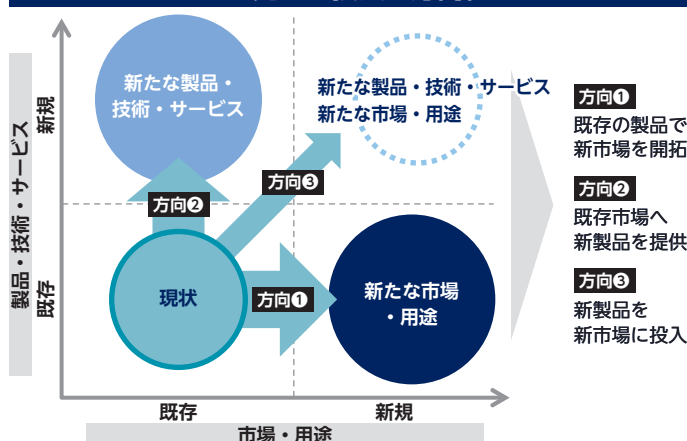 新たな製品・
技術・サービス
新たな製品・技術・サービス
新たな市場・用途
方向❸
方向❷
現状
方向❶
新たな市場
・用途
製品・技術・サービス
新規
既存
既存
新規
市場・用途
方向❶
既存の製品で
新市場を開拓
方向❷
既存市場へ
新製品を提供
方向❸
新製品を
新市場に投入